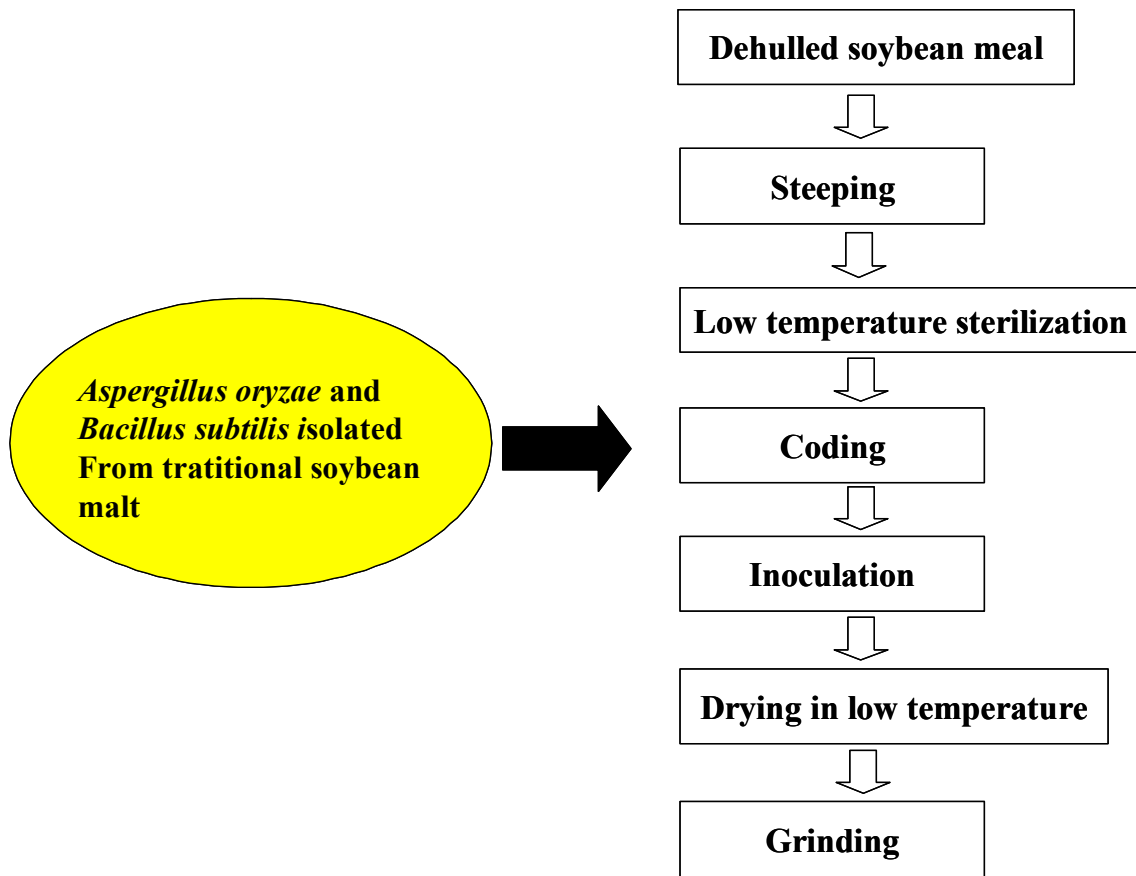 Dehulled soybean meal
Steeping
Low temperature sterilization
Aspergillus oryzae and
Bacillus subtilis isolated
From tratitional soybean
malt
Coding
Inoculation
Drying in low temperature
Grinding